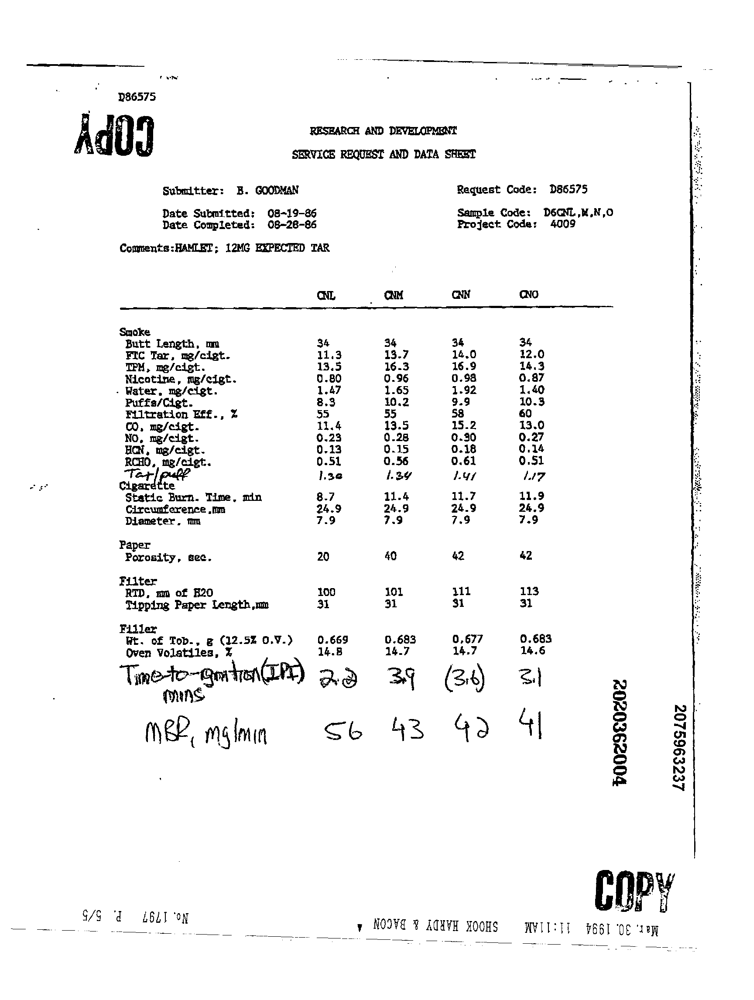 D86575
COPY
RESEARCH AND DEVELOPMENT
SERVICE REQUEST AND DATA SHEET
Submitter: B. GOODMAN Request Code: D86575
Date Submitted: 08-19-86 Sample Code: D6CNL,M,N,O
Date Completed: 08-28-86 Project Code: 4009
Comments:HAMLET; 12MG EXPECTED TAR
CNL CNM CNN CNO
Smoke
Butt Length, mm 34 34 34 34
FTC Tar, mg/cigt. 11.3 13.7 14.0 12.0
TPM, mg/cigt. 13.5 16.3 16.9 14.3
Nicotine, mg/cigt. 0.80 0.96 0.98 0.87
Water, mg/cigt. 1.47 1.65 1.92 1.40
Puffs/Cigt. 8.3 10.2 9.9 10.3
Filtration Eff., % 55 55 58 60
CO, mg/cigt. 11.4 13.5 15.2 13.0
NO, mg/cigt. 0.23 0.28 0.30 0.27
HCN, mg/cigt. 0.13 0.15 0.18 0.14
RCHO, mg/cigt. 0.51 0.56 0.61 0.51
Tar/puff 1.36 1.34 1.41 1.17
Cigarette
Static Burn. Time, min 8.7 11.4 11.7 11.9
Circumference,mm 24.9 24.9 24.9 24.9
Diameter, mm 7.9 7.9 7.9 7.9
Paper
Porosity, sec. 20 40 42 42
Filter
RTD, mm of H2O 100 101 111 113
Tipping Paper Length,mm 31 31 31 31
Filler
Wt. of Tob., g (12.5% O.V.) 0.669 0.683 0.677 0.683
Oven Volatiles, % 14.8 14.7 14.7 14.6
Time-to-ignition (IPI) 2.2 3.9 (3.6) 3.1
mins
MBR, mg/min 56 43 42 41
2020362004
2075963237
COPY
Mar. 30. 1994 11:11AM SHOOK HARDY & BACON No. 1797 P. 5/5